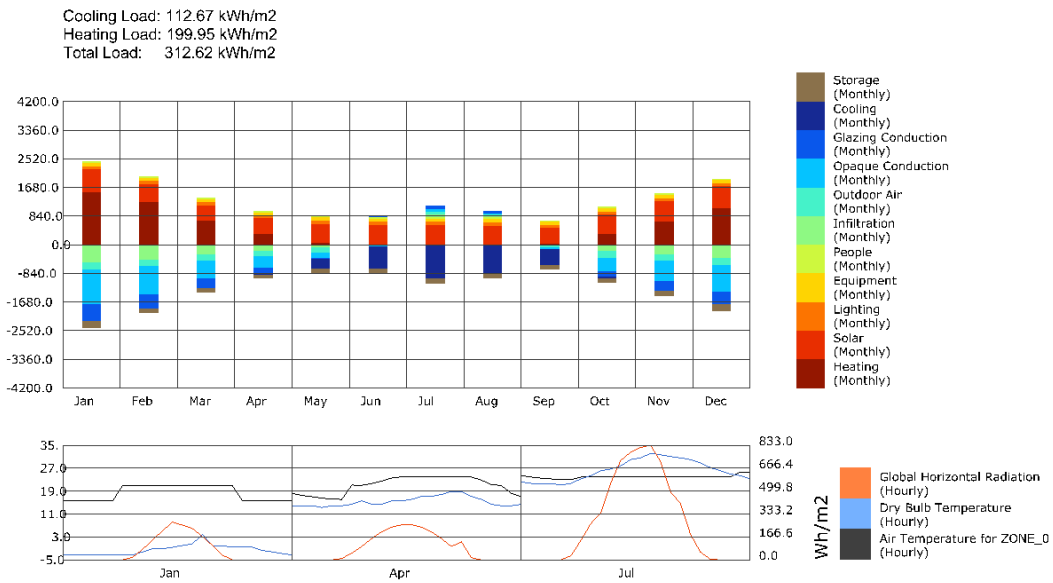 Cooling Load: 112.67 kWh/m2
Heating Load: 199.95 kWh/m2
Total Load: 312.62 kWh/m2
4200.0
3360.0
2520.0
1680.0
840.0
0.0
-840.0
-1680.0
-2520.0
-3360.0
-4200.0
Jan Feb Mar Apr May Jun Jul Aug Sep Oct Nov Dec
Storage
(Monthly)
Cooling
(Monthly)
Glazing Conduction
(Monthly)
Opaque Conduction
(Monthly)
Outdoor Air
(Monthly)
Infiltration
(Monthly)
People
(Monthly)
Equipment
(Monthly)
Lighting
(Monthly)
Solar
(Monthly)
Heating
(Monthly)
35.
27.0
19.0
11.0
3.0
-5.0
Jan Apr Jul
833.0
666.4
499.8
333.2
166.6
0.0
Wh/m2
Global Horizontal Radiation
(Hourly)
Dry Bulb Temperature
(Hourly)
Air Temperature for ZONE_0
(Hourly)